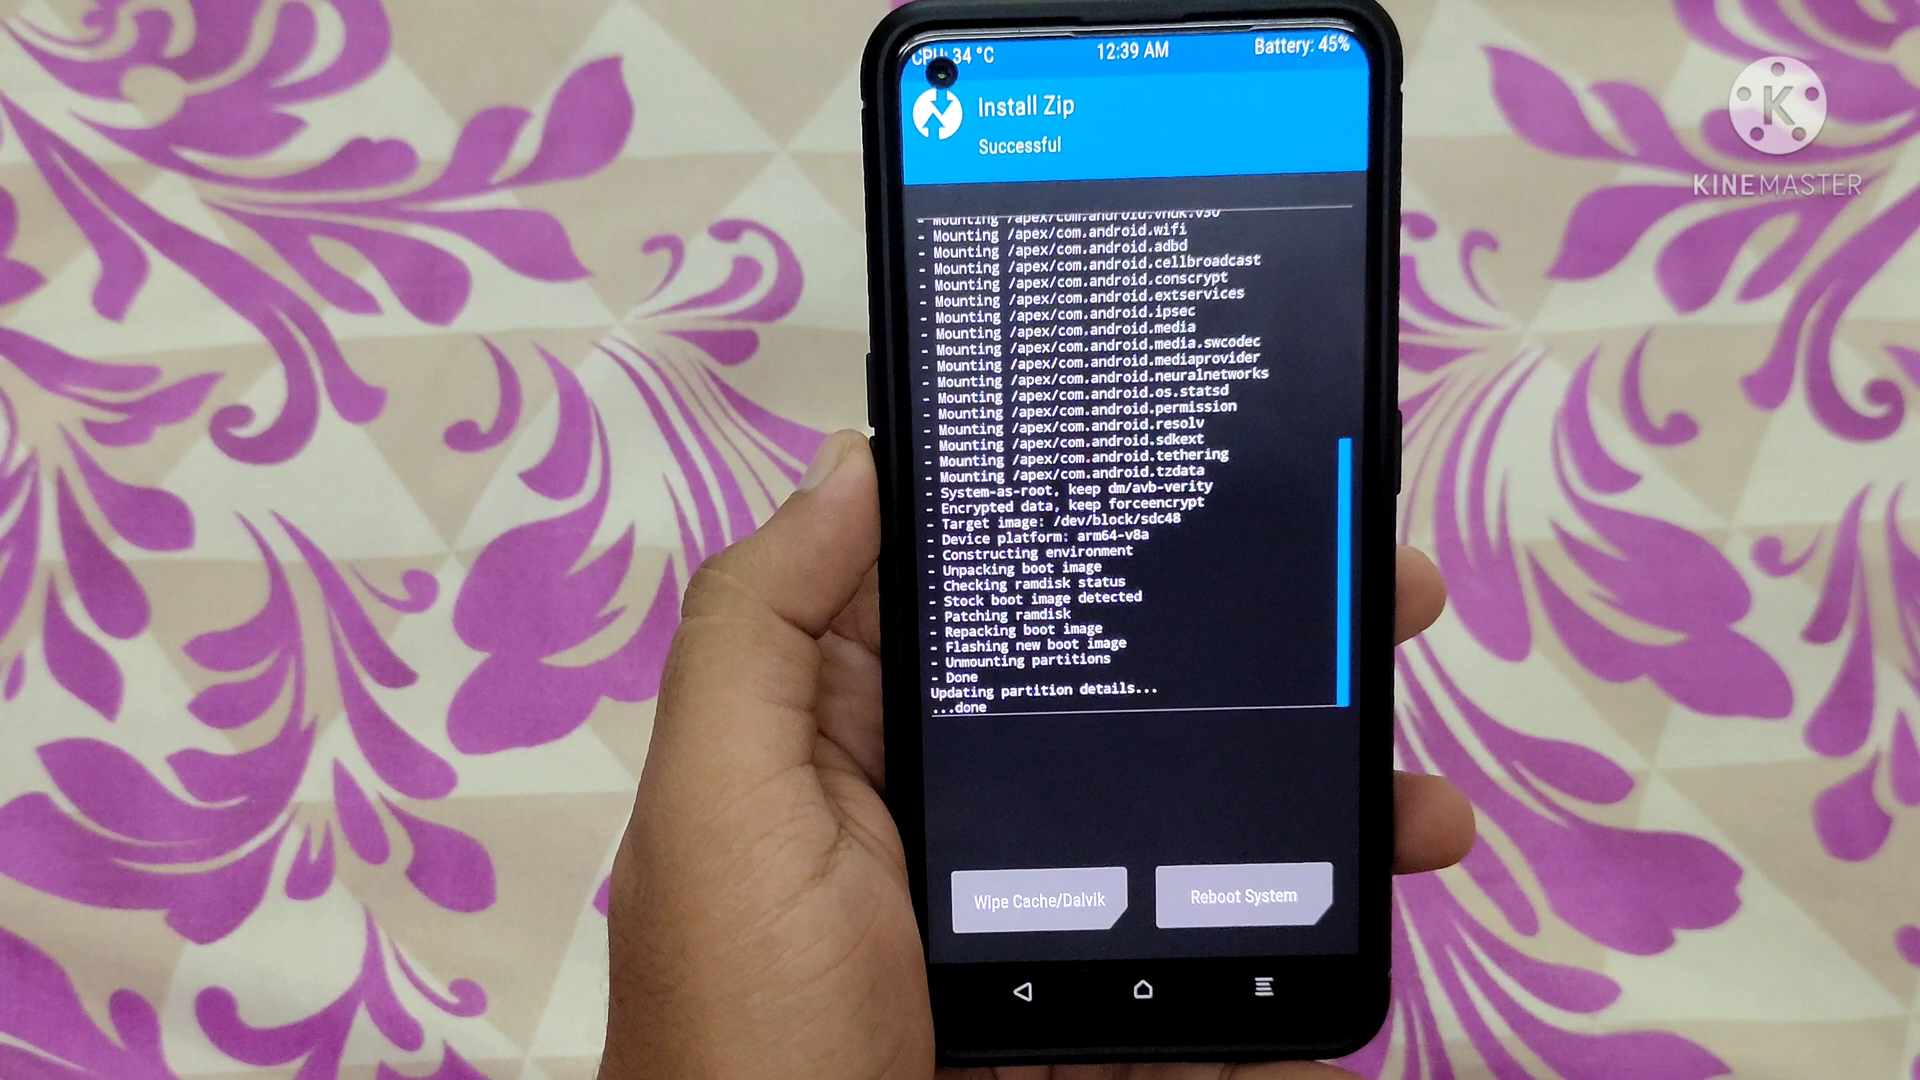 CPU: 34 °C
12:39 AM
Battery: 45%
Install Zip
Successful
- Mounting /apex/com.android.vndk.v30
- Mounting /apex/com.android.wifi
- Mounting /apex/com.android.adbd
- Mounting /apex/com.android.cellbroadcast
- Mounting /apex/com.android.conscrypt
- Mounting /apex/com.android.extservices
- Mounting /apex/com.android.ipsec
- Mounting /apex/com.android.media
- Mounting /apex/com.android.media.swcodec
- Mounting /apex/com.android.mediaprovider
- Mounting /apex/com.android.neuralnetworks
- Mounting /apex/com.android.os.statsd
- Mounting /apex/com.android.permission
- Mounting /apex/com.android.resolv
- Mounting /apex/com.android.sdkext
- Mounting /apex/com.android.tethering
- Mounting /apex/com.android.tzdata
- System-as-root, keep dm/avb-verity
- Encrypted data, keep forceencrypt
- Target image: /dev/block/sdc48
- Device platform: arm64-v8a
- Constructing environment
- Unpacking boot image
- Checking ramdisk status
- Stock boot image detected
- Patching ramdisk
- Repacking boot image
- Flashing new boot image
- Unmounting partitions
- Done
Updating partition details...
...done
Wipe Cache/Dalvik
Reboot System
K
KINEMASTER